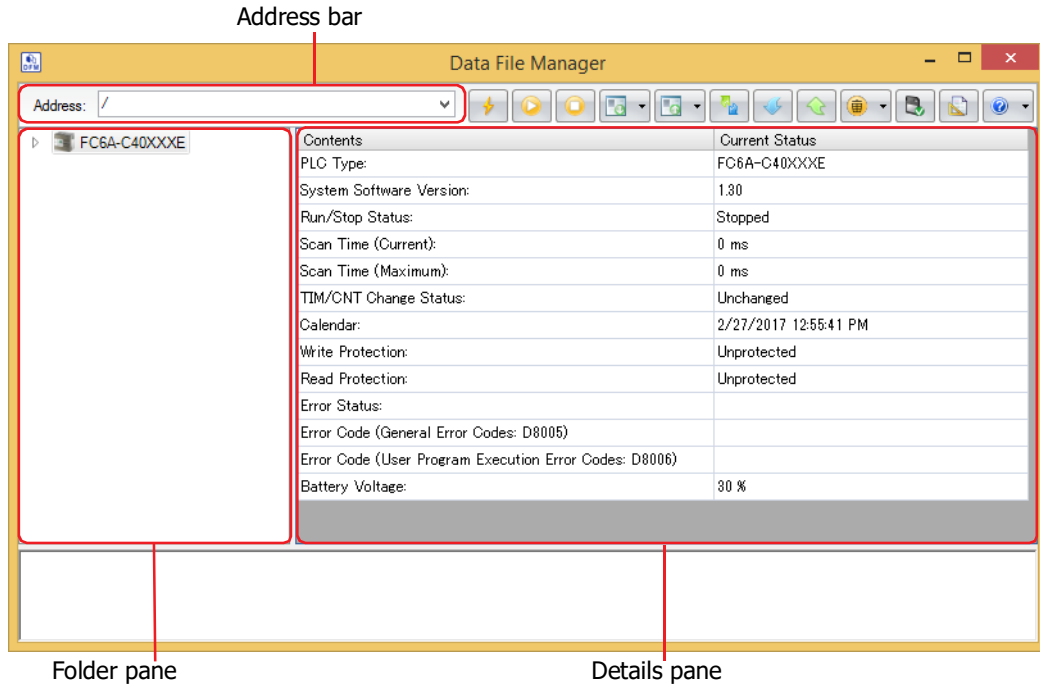 Address bar
DFM
Data File Manager
Address: /
FC6A-C40XXXE
Contents Current Status
PLC Type: FC6A-C40XXXE
System Software Version: 1.30
Run/Stop Status: Stopped
Scan Time (Current): 0 ms
Scan Time (Maximum): 0 ms
TIM/CNT Change Status: Unchanged
Calendar: 2/27/2017 12:55:41 PM
Write Protection: Unprotected
Read Protection: Unprotected
Error Status:
Error Code (General Error Codes: D8005)
Error Code (User Program Execution Error Codes: D8006)
Battery Voltage: 30 %
Folder pane Details pane